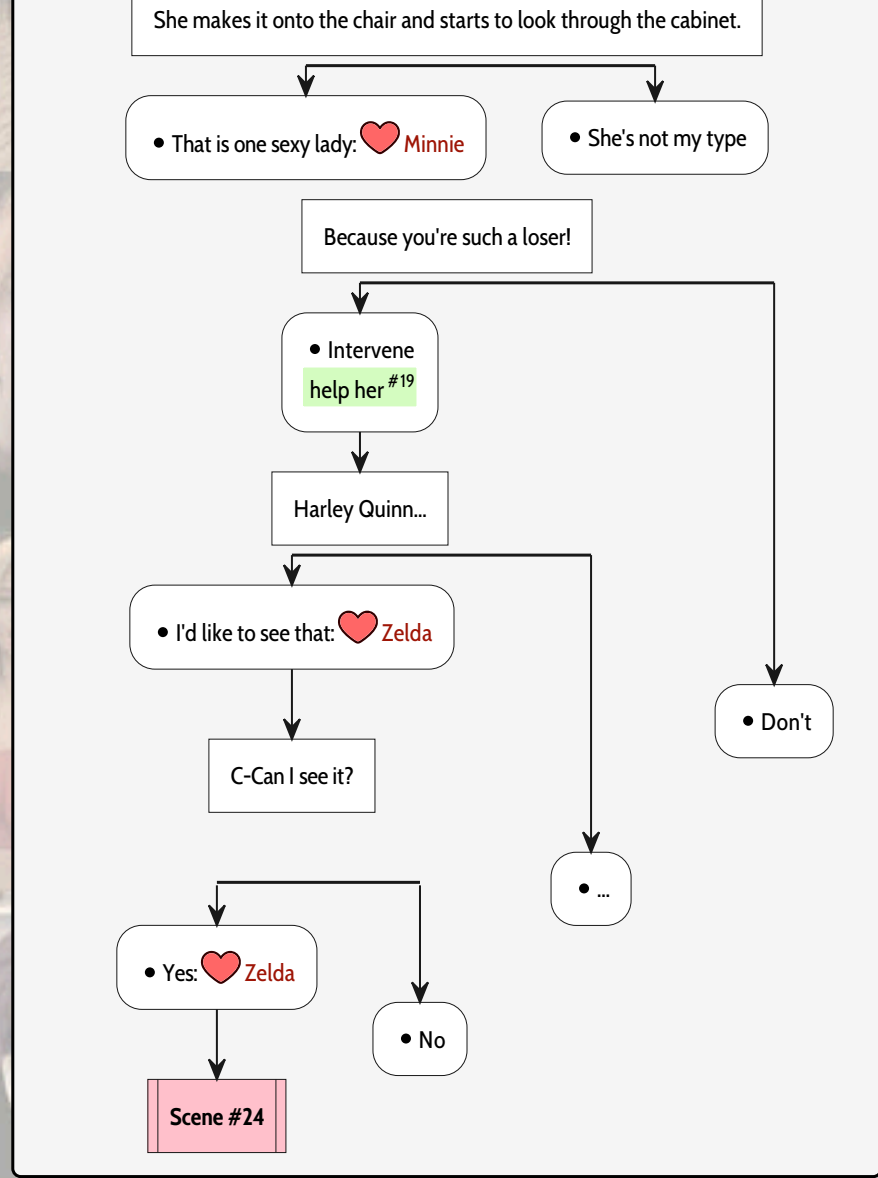 She makes it onto the chair and starts to look through the cabinet.
• That is one sexy lady: Minnie
• She's not my type
Because you're such a loser!
• Intervene
help her #19
Harley Quinn...
• I'd like to see that: Zelda
• Don't
C-Can I see it?
• ...
• Yes: Zelda
• No
Scene #24